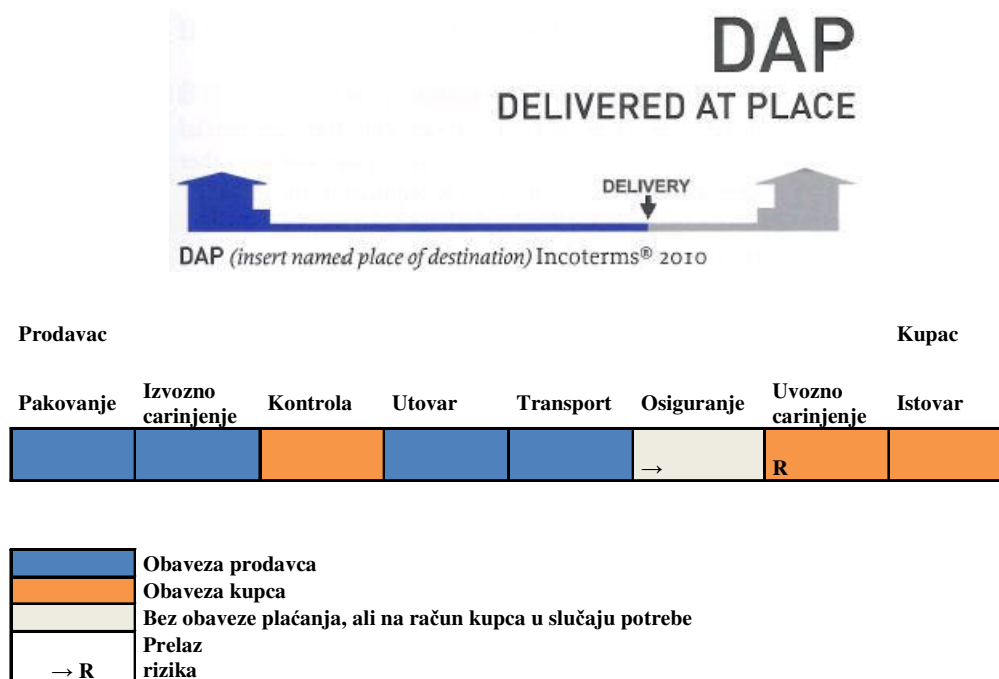 DAP
DELIVERED AT PLACE
DELIVERY
DAP (insert named place of destination) Incoterms® 2010
Prodavac Kupac
Pakovanje Izvozno carinjenje Kontrola Utovar Transport Osiguranje Uvozno carinjenje Istovar
→ R
Obaveza prodavca
Obaveza kupca
Bez obaveze plaćanja, ali na račun kupca u slučaju potrebe
Prelaz
→ R rizika